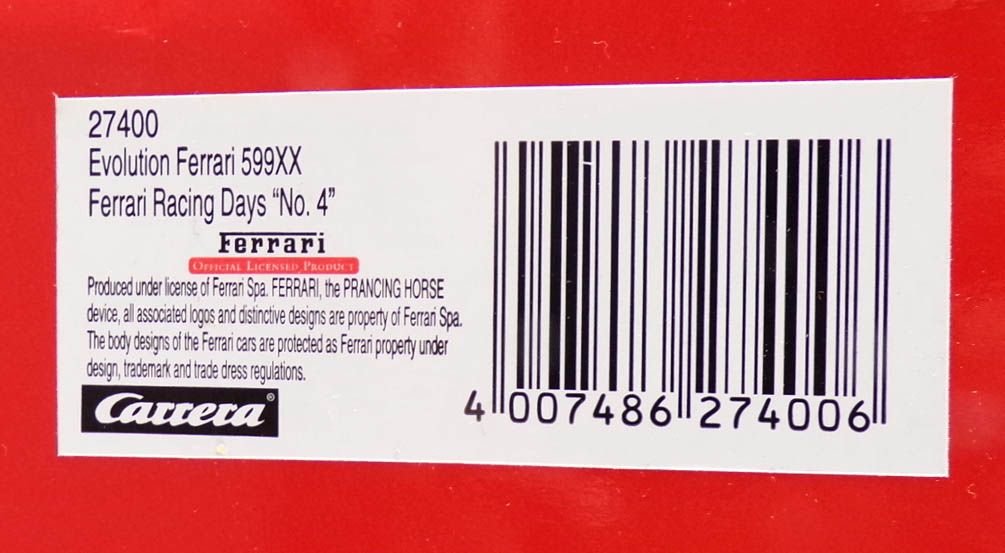 27400
Evolution Ferrari 599XX
Ferrari Racing Days “No. 4”
Ferrari
OFFICIAL LICENSED PRODUCT
Produced under license of Ferrari Spa. FERRARI, the PRANCING HORSE
device, all associated logos and distinctive designs are property of Ferrari Spa.
The body designs of the Ferrari cars are protected as Ferrari property under
design, trademark and trade dress regulations.
Carrera®
4 007486 274006